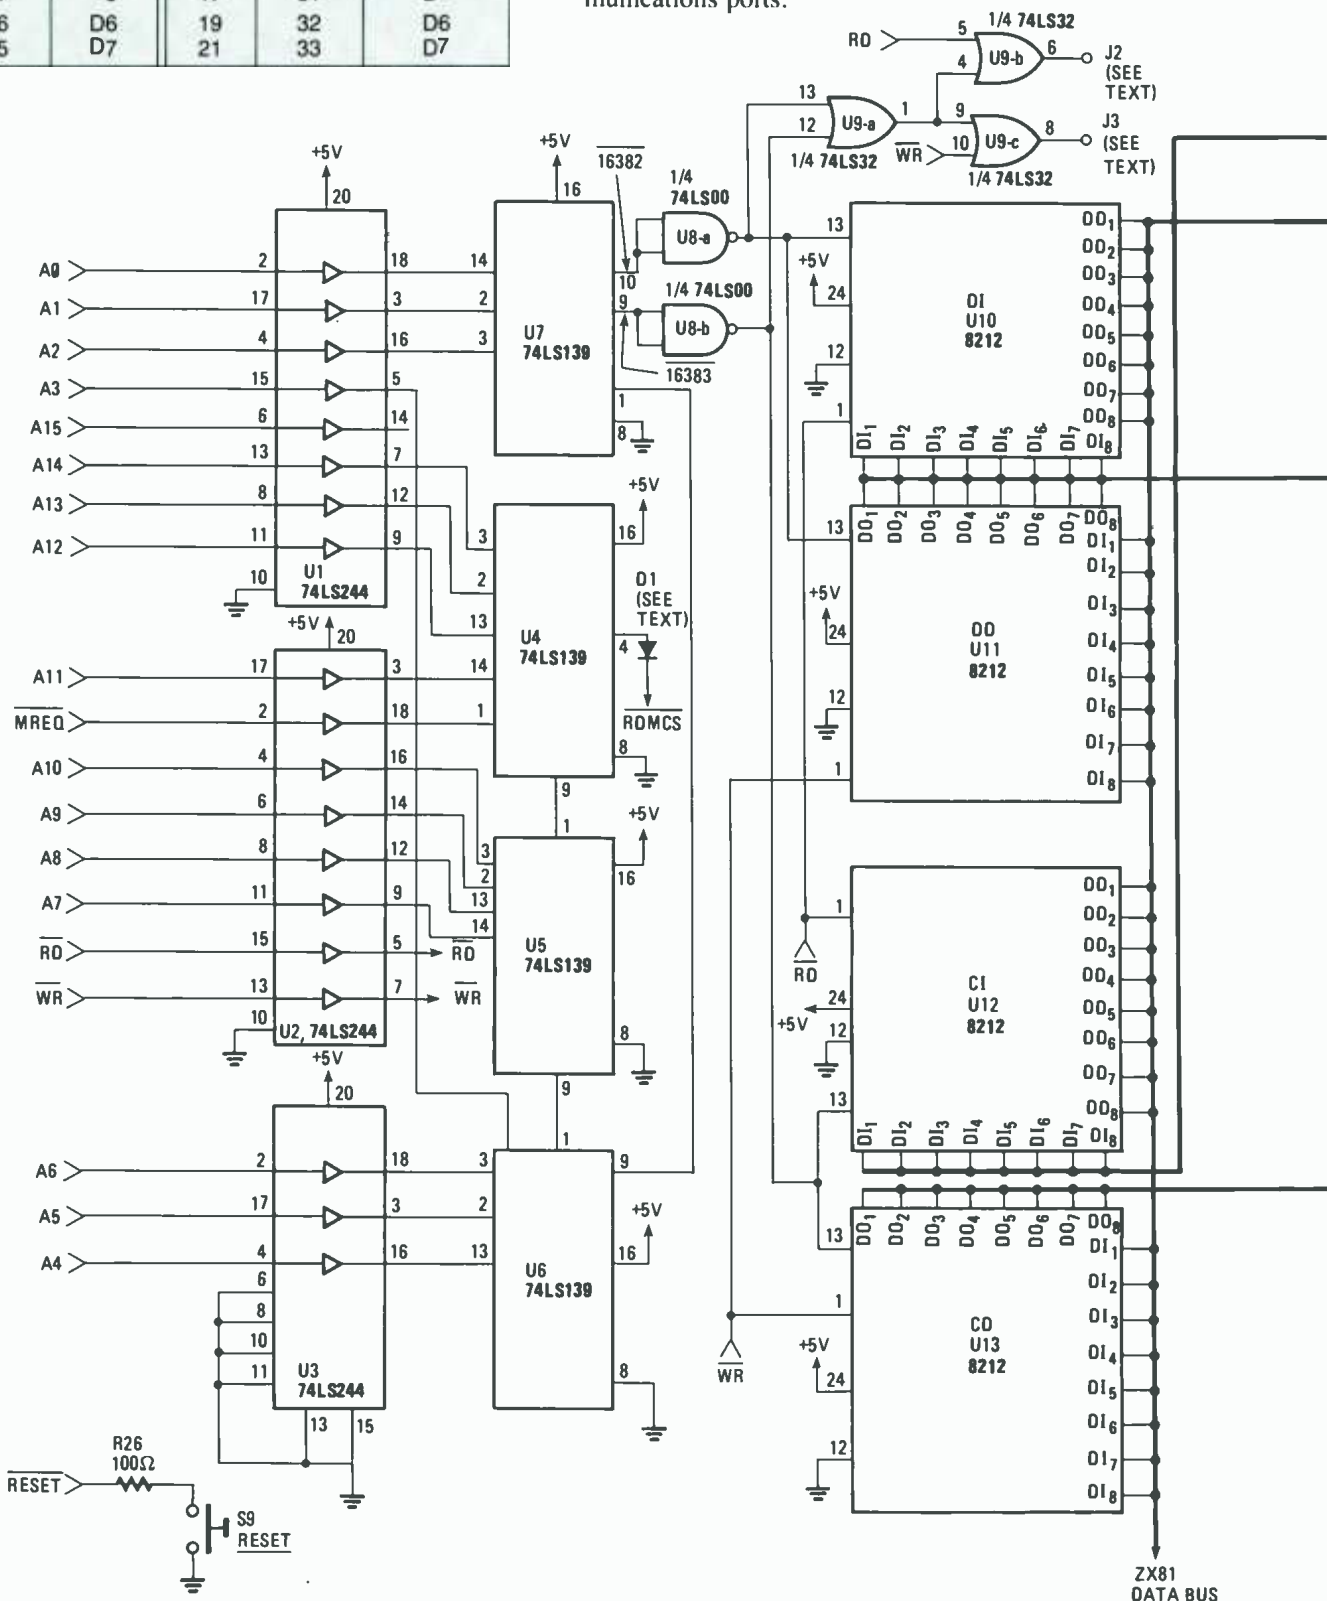 6 D6 19 32 D6
5 D7 21 33 D7
munications ports.
1/4 74LS32
RD 5 U9-b 6 J2
4 (SEE
TEXT)
13 U9-a 1 9 U9-c 8 J3
12 (SEE
TEXT)
1/4 74LS32 WR 10
1/4 74LS32
+5V
20
+5V
16
16382
1/4
74LS00
U8-a
10
9
1/4 74LS00
U8-b
16383
A0 2 18 14
A1 17 3 2
A2 4 16 3
A3 15 5
A15 6 14
A14 13 7
A13 8 12
A12 11 9
10
U1
74LS244
U7
74LS139
1
8
+5V 20
A11 17 3 14
MREQ 2 18 1
A10 4 16 3
A9 6 14 2
A8 8 12 13
A7 11 9 14
RD 15 5 RD
WR 13 7 WR
10
U2, 74LS244
3
2
13
U4
74LS139
+5V
16
D1
(SEE
TEXT)
4
ROMCS
8
9
1
+5V
16
U5
74LS139
8
9
1
+5V
20
A6 2 18 3 9
A5 17 3 2
A4 4 16 13
6
8
10
11
U3
74LS244
13 15
U6
74LS139
+5V
16
8
R26
100Ω
RESET
S9
RESET
13
+5V
24
12
1
DI
U10
8212
DO1
DO2
DO3
DO4
DO5
DO6
DO7
DO8
DI1 DI2 DI3 DI4 DI5 DI6 DI7 DI8
DO1 DO2 DO3 DO4 DO5 DO6 DO7 DO8
13
+5V
24
12
1
DO
U11
8212
DI1
DI2
DI3
DI4
DI5
DI6
DI7
DI8
1
RD
24
+5V
12
13
CI
U12
8212
DO1
DO2
DO3
DO4
DO5
DO6
DO7
DO8
DI1 DI2 DI3 DI4 DI5 DI6 DI7 DI8
DO1 DO2 DO3 DO4 DO5 DO6 DO7 DO8
13
1
WR
+5V
24
12
CO
U13
8212
DI1
DI2
DI3
DI4
DI5
DI6
DI7
DI8
ZX81
DATA BUS